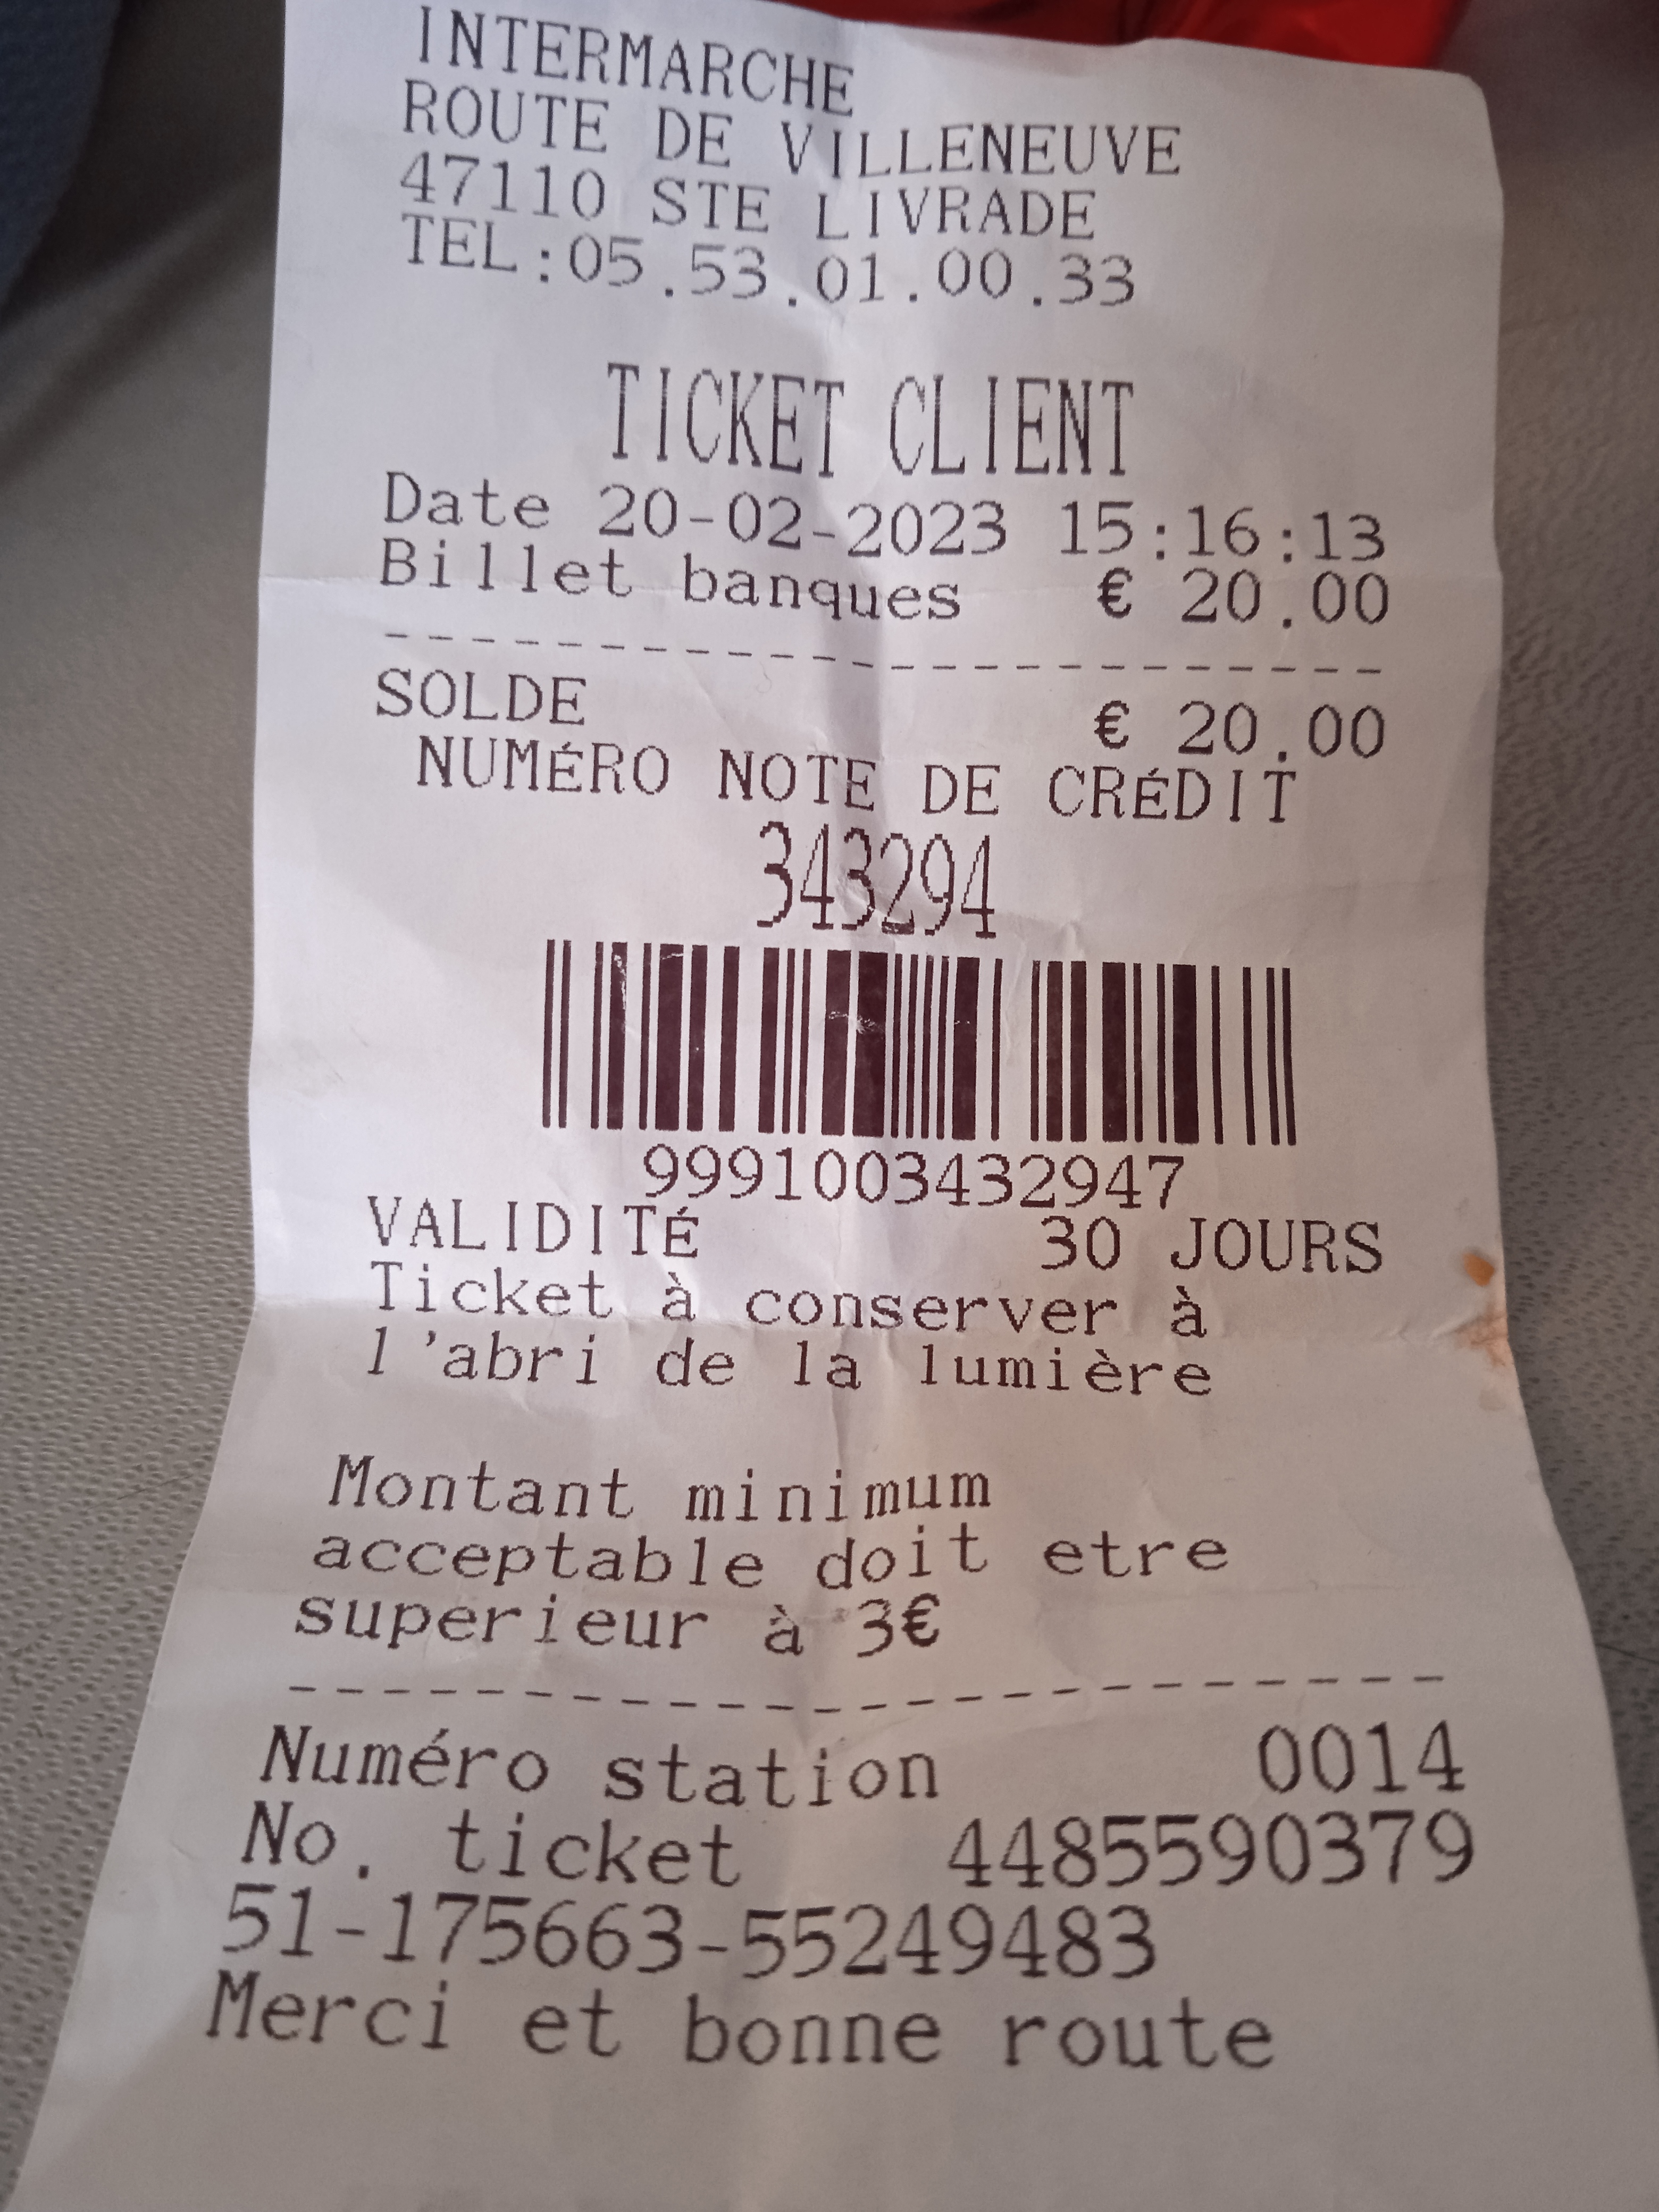 INTERMARCHE
ROUTE DE VILLENEUVE
47110 STE LIVRADE
TEL:05.53.01.00.33
TICKET CLIENT
Date 20-02-2023 15:16:13
Billet banques € 20.00
------------------------
SOLDE € 20.00
NUMÉRO NOTE DE CRÉDIT
343294
9991003432947
VALIDITÉ 30 JOURS
Ticket à conserver à
l'abri de la lumière
Montant minimum
acceptable doit etre
superieur à 3€
------------------------
Numéro station 0014
No. ticket 4485590379
51-175663-55249483
Merci et bonne route